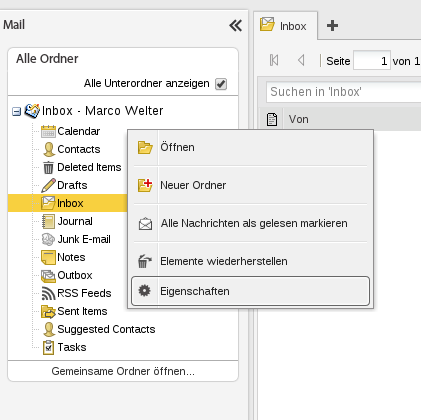 Mail
Inbox
Alle Ordner
Seite 1 von 1
Alle Unterordner anzeigen
Suchen in 'Inbox'
Inbox - Marco Welter
Von
Calendar
Contacts
Deleted Items
Drafts
Inbox
Journal
Junk E-mail
Notes
Outbox
RSS Feeds
Sent Items
Suggested Contacts
Tasks
Öffnen
Neuer Ordner
Alle Nachrichten als gelesen markieren
Elemente wiederherstellen
Eigenschaften
Gemeinsame Ordner öffnen...